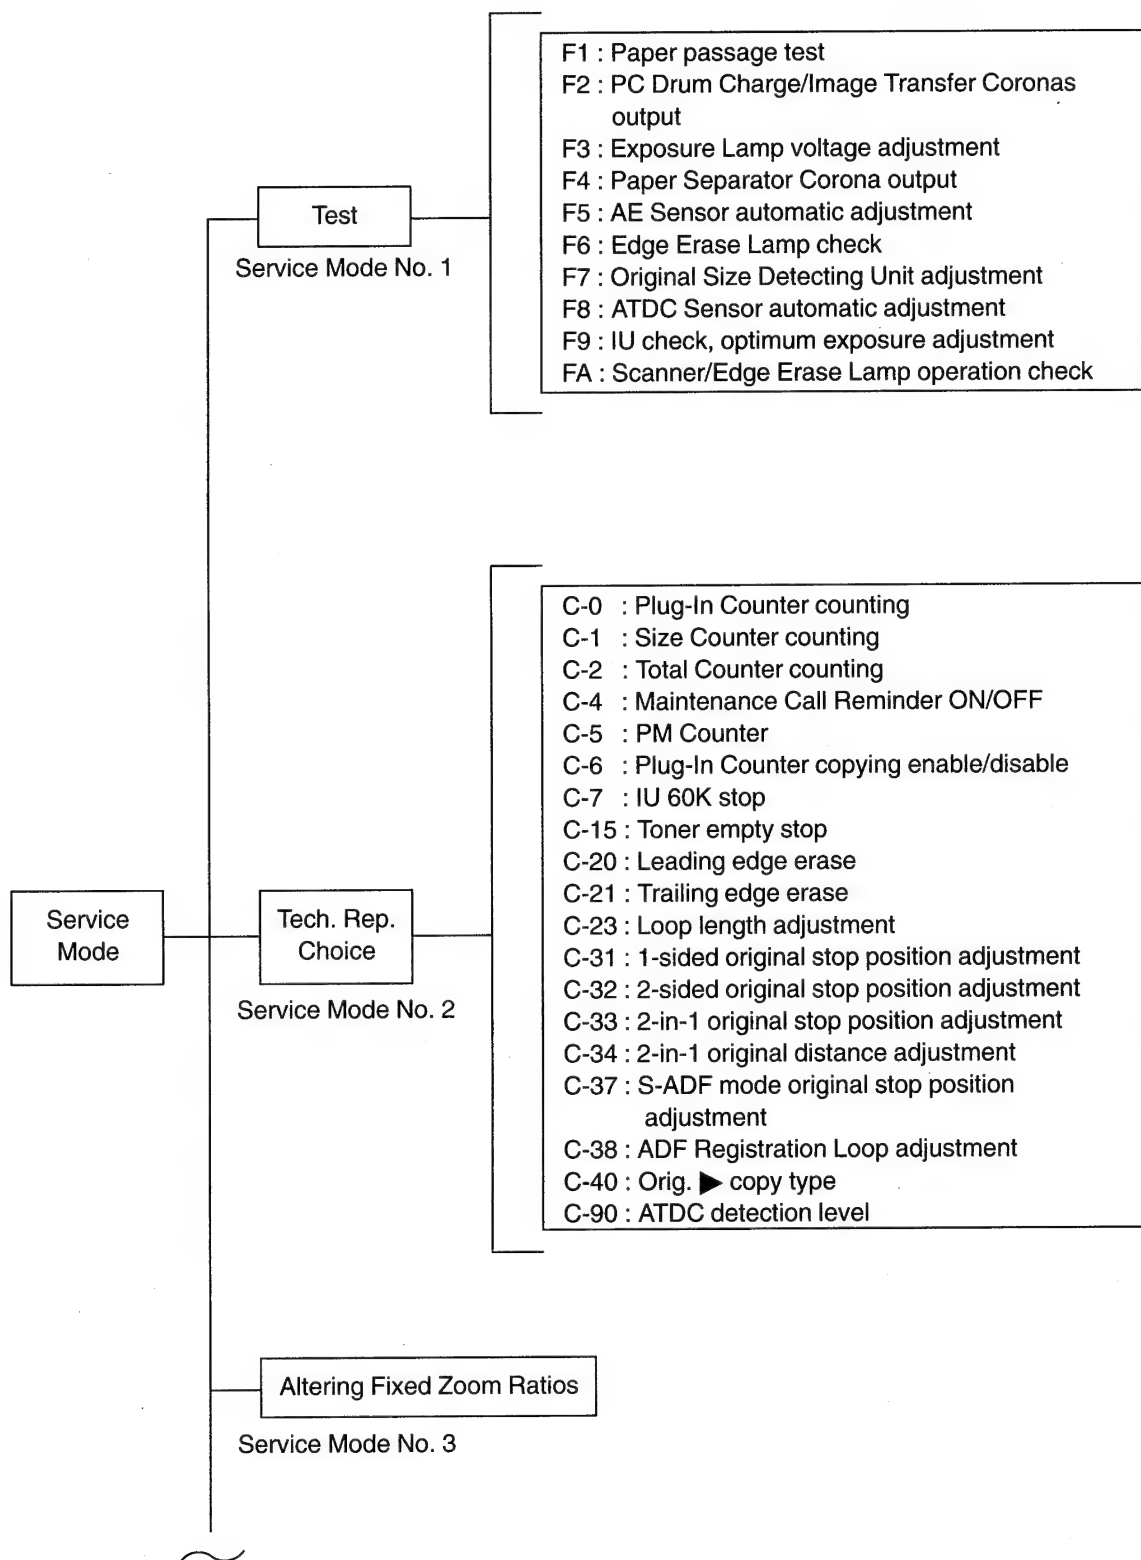 F1 : Paper passage test
F2 : PC Drum Charge/Image Transfer Coronas
output
F3 : Exposure Lamp voltage adjustment
F4 : Paper Separator Corona output
F5 : AE Sensor automatic adjustment
F6 : Edge Erase Lamp check
F7 : Original Size Detecting Unit adjustment
F8 : ATDC Sensor automatic adjustment
F9 : IU check, optimum exposure adjustment
FA : Scanner/Edge Erase Lamp operation check
Test
Service Mode No. 1
C-0 : Plug-In Counter counting
C-1 : Size Counter counting
C-2 : Total Counter counting
C-4 : Maintenance Call Reminder ON/OFF
C-5 : PM Counter
C-6 : Plug-In Counter copying enable/disable
C-7 : IU 60K stop
C-15 : Toner empty stop
C-20 : Leading edge erase
C-21 : Trailing edge erase
C-23 : Loop length adjustment
C-31 : 1-sided original stop position adjustment
C-32 : 2-sided original stop position adjustment
C-33 : 2-in-1 original stop position adjustment
C-34 : 2-in-1 original distance adjustment
C-37 : S-ADF mode original stop position
adjustment
C-38 : ADF Registration Loop adjustment
C-40 : Orig. ▶ copy type
C-90 : ATDC detection level
Service
Mode
Tech. Rep.
Choice
Service Mode No. 2
Altering Fixed Zoom Ratios
Service Mode No. 3